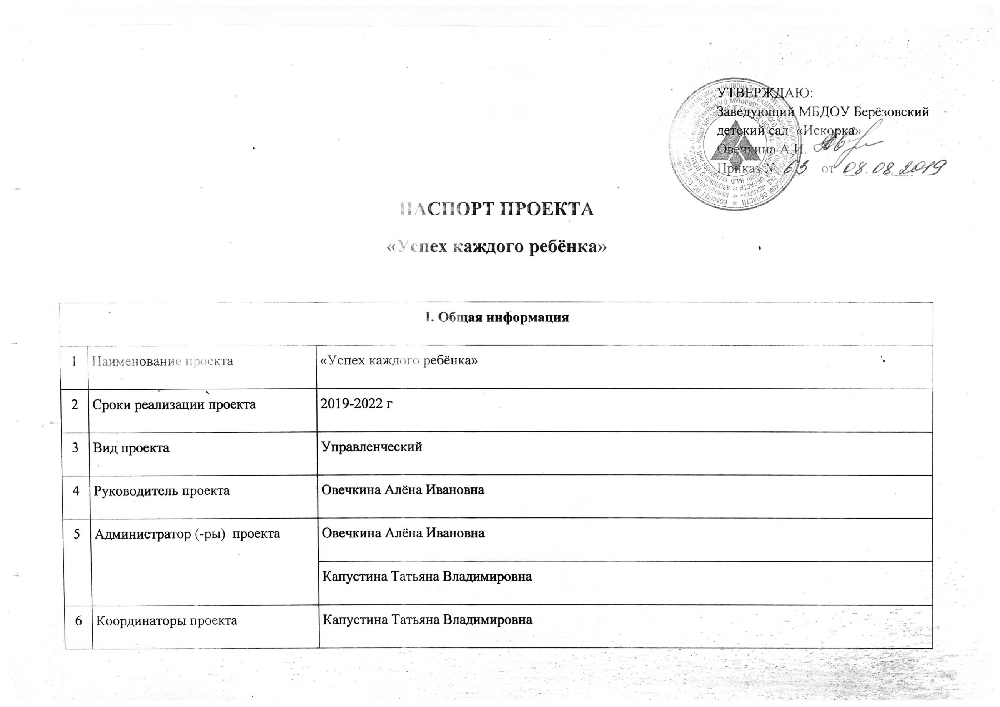 УТВЕРЖДАЮ:
Заведующий МБДОУ Берёзовский
детский сад «Искорка»
Овечкина А.И.
Приказ № 63 от 08.08.2019
ПАСПОРТ ПРОЕКТА
«Успех каждого ребёнка»
I. Общая информация
1 Наименование проекта «Успех каждого ребёнка»
2 Сроки реализации проекта 2019-2022 г
3 Вид проекта Управленческий
4 Руководитель проекта Овечкина Алёна Ивановна
5 Администратор (-ры) проекта Овечкина Алёна Ивановна
Капустина Татьяна Владимировна
6 Координаторы проекта Капустина Татьяна Владимировна